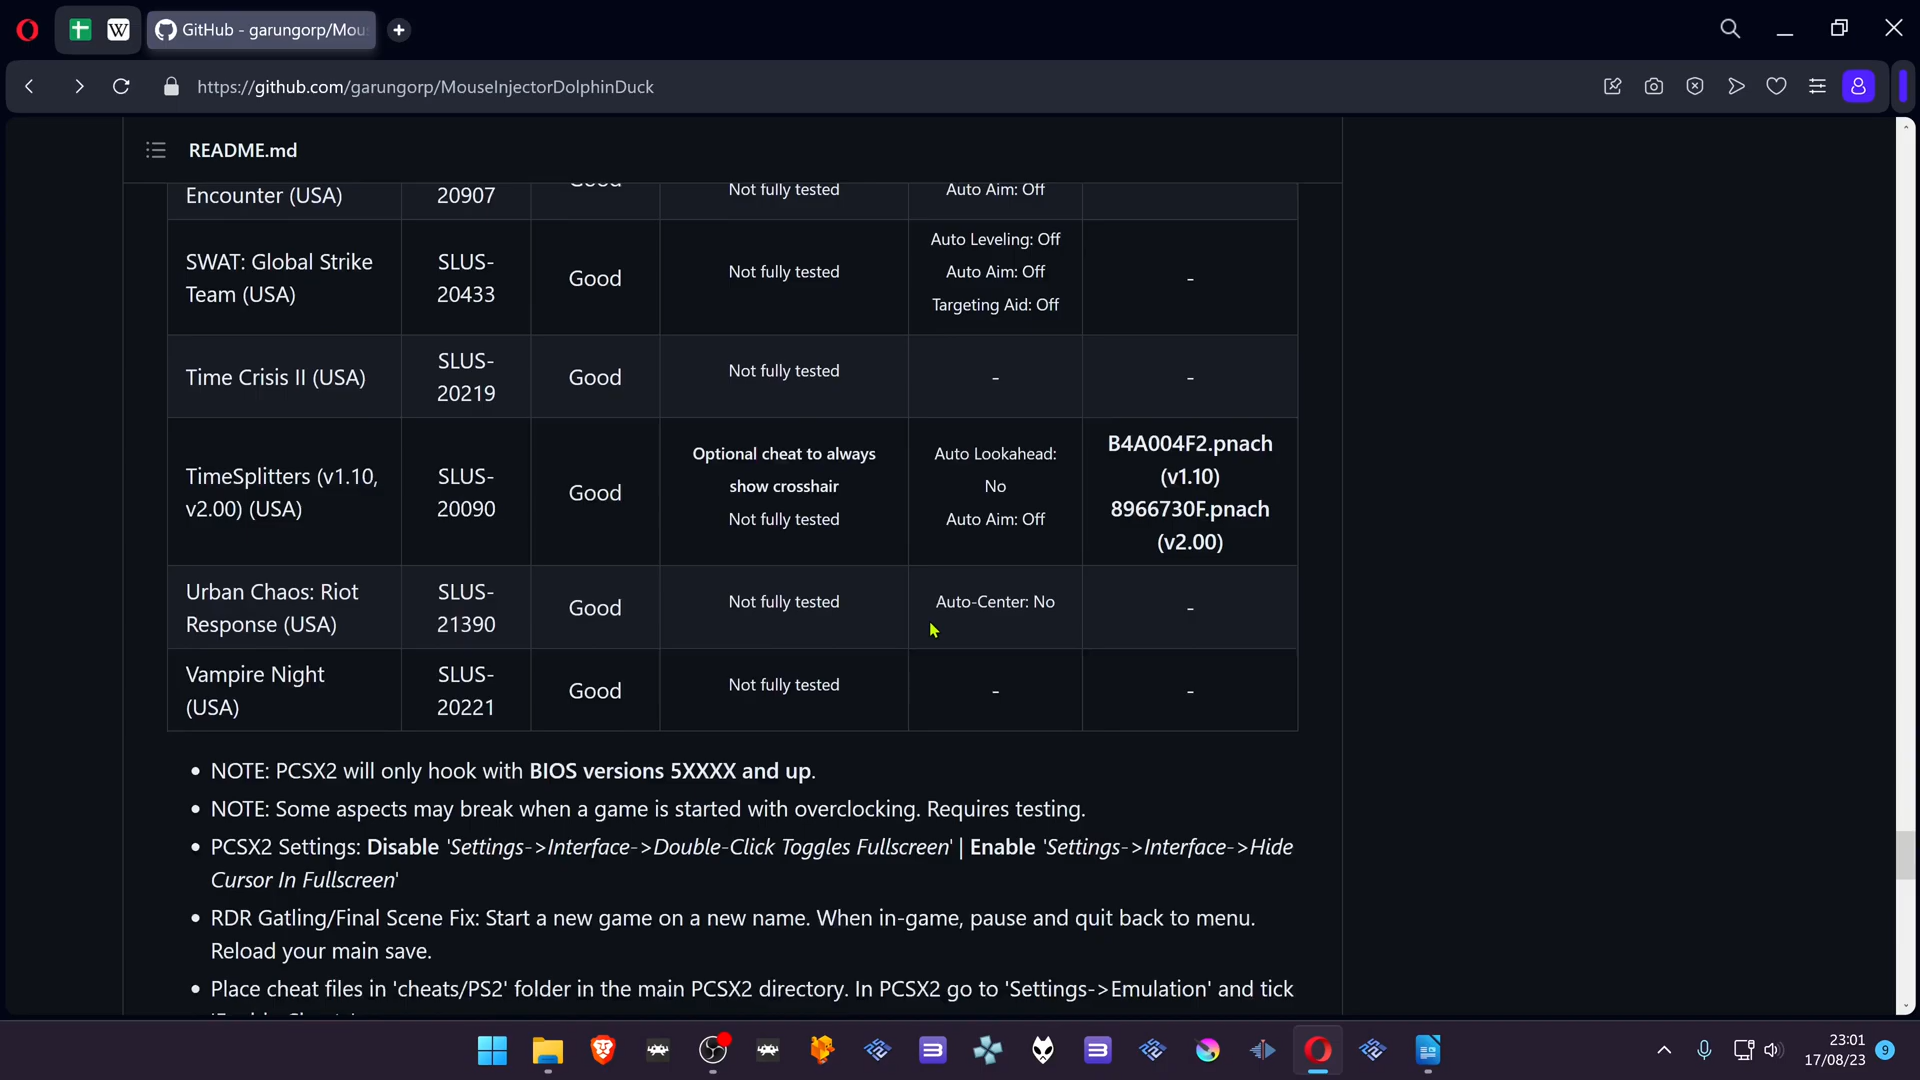 GitHub - garungorp/Mou
https://github.com/garungorp/MouseInjectorDolphinDuck
README.md
Encounter (USA)
20907
Good
Not fully tested
Auto Aim: Off
SWAT: Global Strike
Team (USA)
SLUS-
20433
Good
Not fully tested
Auto Leveling: Off
Auto Aim: Off
Targeting Aid: Off
-
Time Crisis II (USA)
SLUS-
20219
Good
Not fully tested
-
-
TimeSplitters (v1.10,
v2.00) (USA)
SLUS-
20090
Good
Optional cheat to always
show crosshair
Not fully tested
Auto Lookahead:
No
Auto Aim: Off
B4A004F2.pnach
(v1.10)
8966730F.pnach
(v2.00)
Urban Chaos: Riot
Response (USA)
SLUS-
21390
Good
Not fully tested
Auto-Center: No
-
Vampire Night
(USA)
SLUS-
20221
Good
Not fully tested
-
-
• NOTE: PCSX2 will only hook with BIOS versions 5XXXX and up.
• NOTE: Some aspects may break when a game is started with overclocking. Requires testing.
• PCSX2 Settings: Disable 'Settings->Interface->Double-Click Toggles Fullscreen' | Enable 'Settings->Interface->Hide
Cursor In Fullscreen'
• RDR Gatling/Final Scene Fix: Start a new game on a new name. When in-game, pause and quit back to menu.
Reload your main save.
• Place cheat files in 'cheats/PS2' folder in the main PCSX2 directory. In PCSX2 go to 'Settings->Emulation' and tick
23:01
17/08/23
9